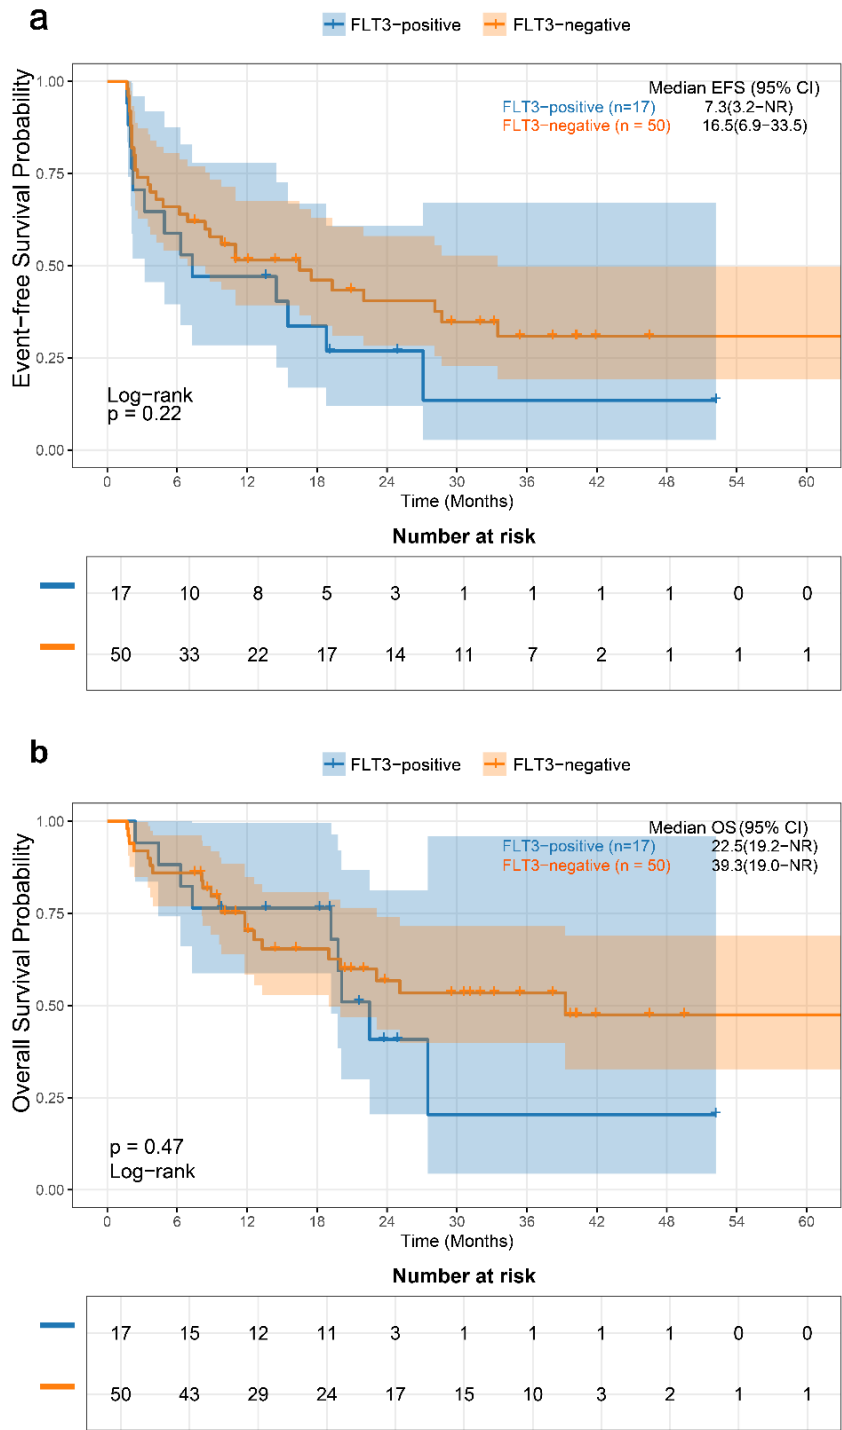 a
FLT3−positive FLT3−negative
Event−free Survival Probability
1.00
0.75
0.50
0.25
0.00
Median EFS (95% CI)
FLT3−positive (n=17) 7.3(3.2−NR)
FLT3−negative (n = 50) 16.5(6.9−33.5)
Log−rank
p = 0.22
0 6 12 18 24 30 36 42 48 54 60
Time (Months)
Number at risk
17 10 8 5 3 1 1 1 1 0 0
50 33 22 17 14 11 7 2 1 1 1
b
FLT3−positive FLT3−negative
Overall Survival Probability
1.00
0.75
0.50
0.25
0.00
Median OS(95% CI)
FLT3−positive (n=17) 22.5(19.2−NR)
FLT3−negative (n = 50) 39.3(19.0−NR)
p = 0.47
Log−rank
0 6 12 18 24 30 36 42 48 54 60
Time (Months)
Number at risk
17 15 12 11 3 1 1 1 1 0 0
50 43 29 24 17 15 10 3 2 1 1